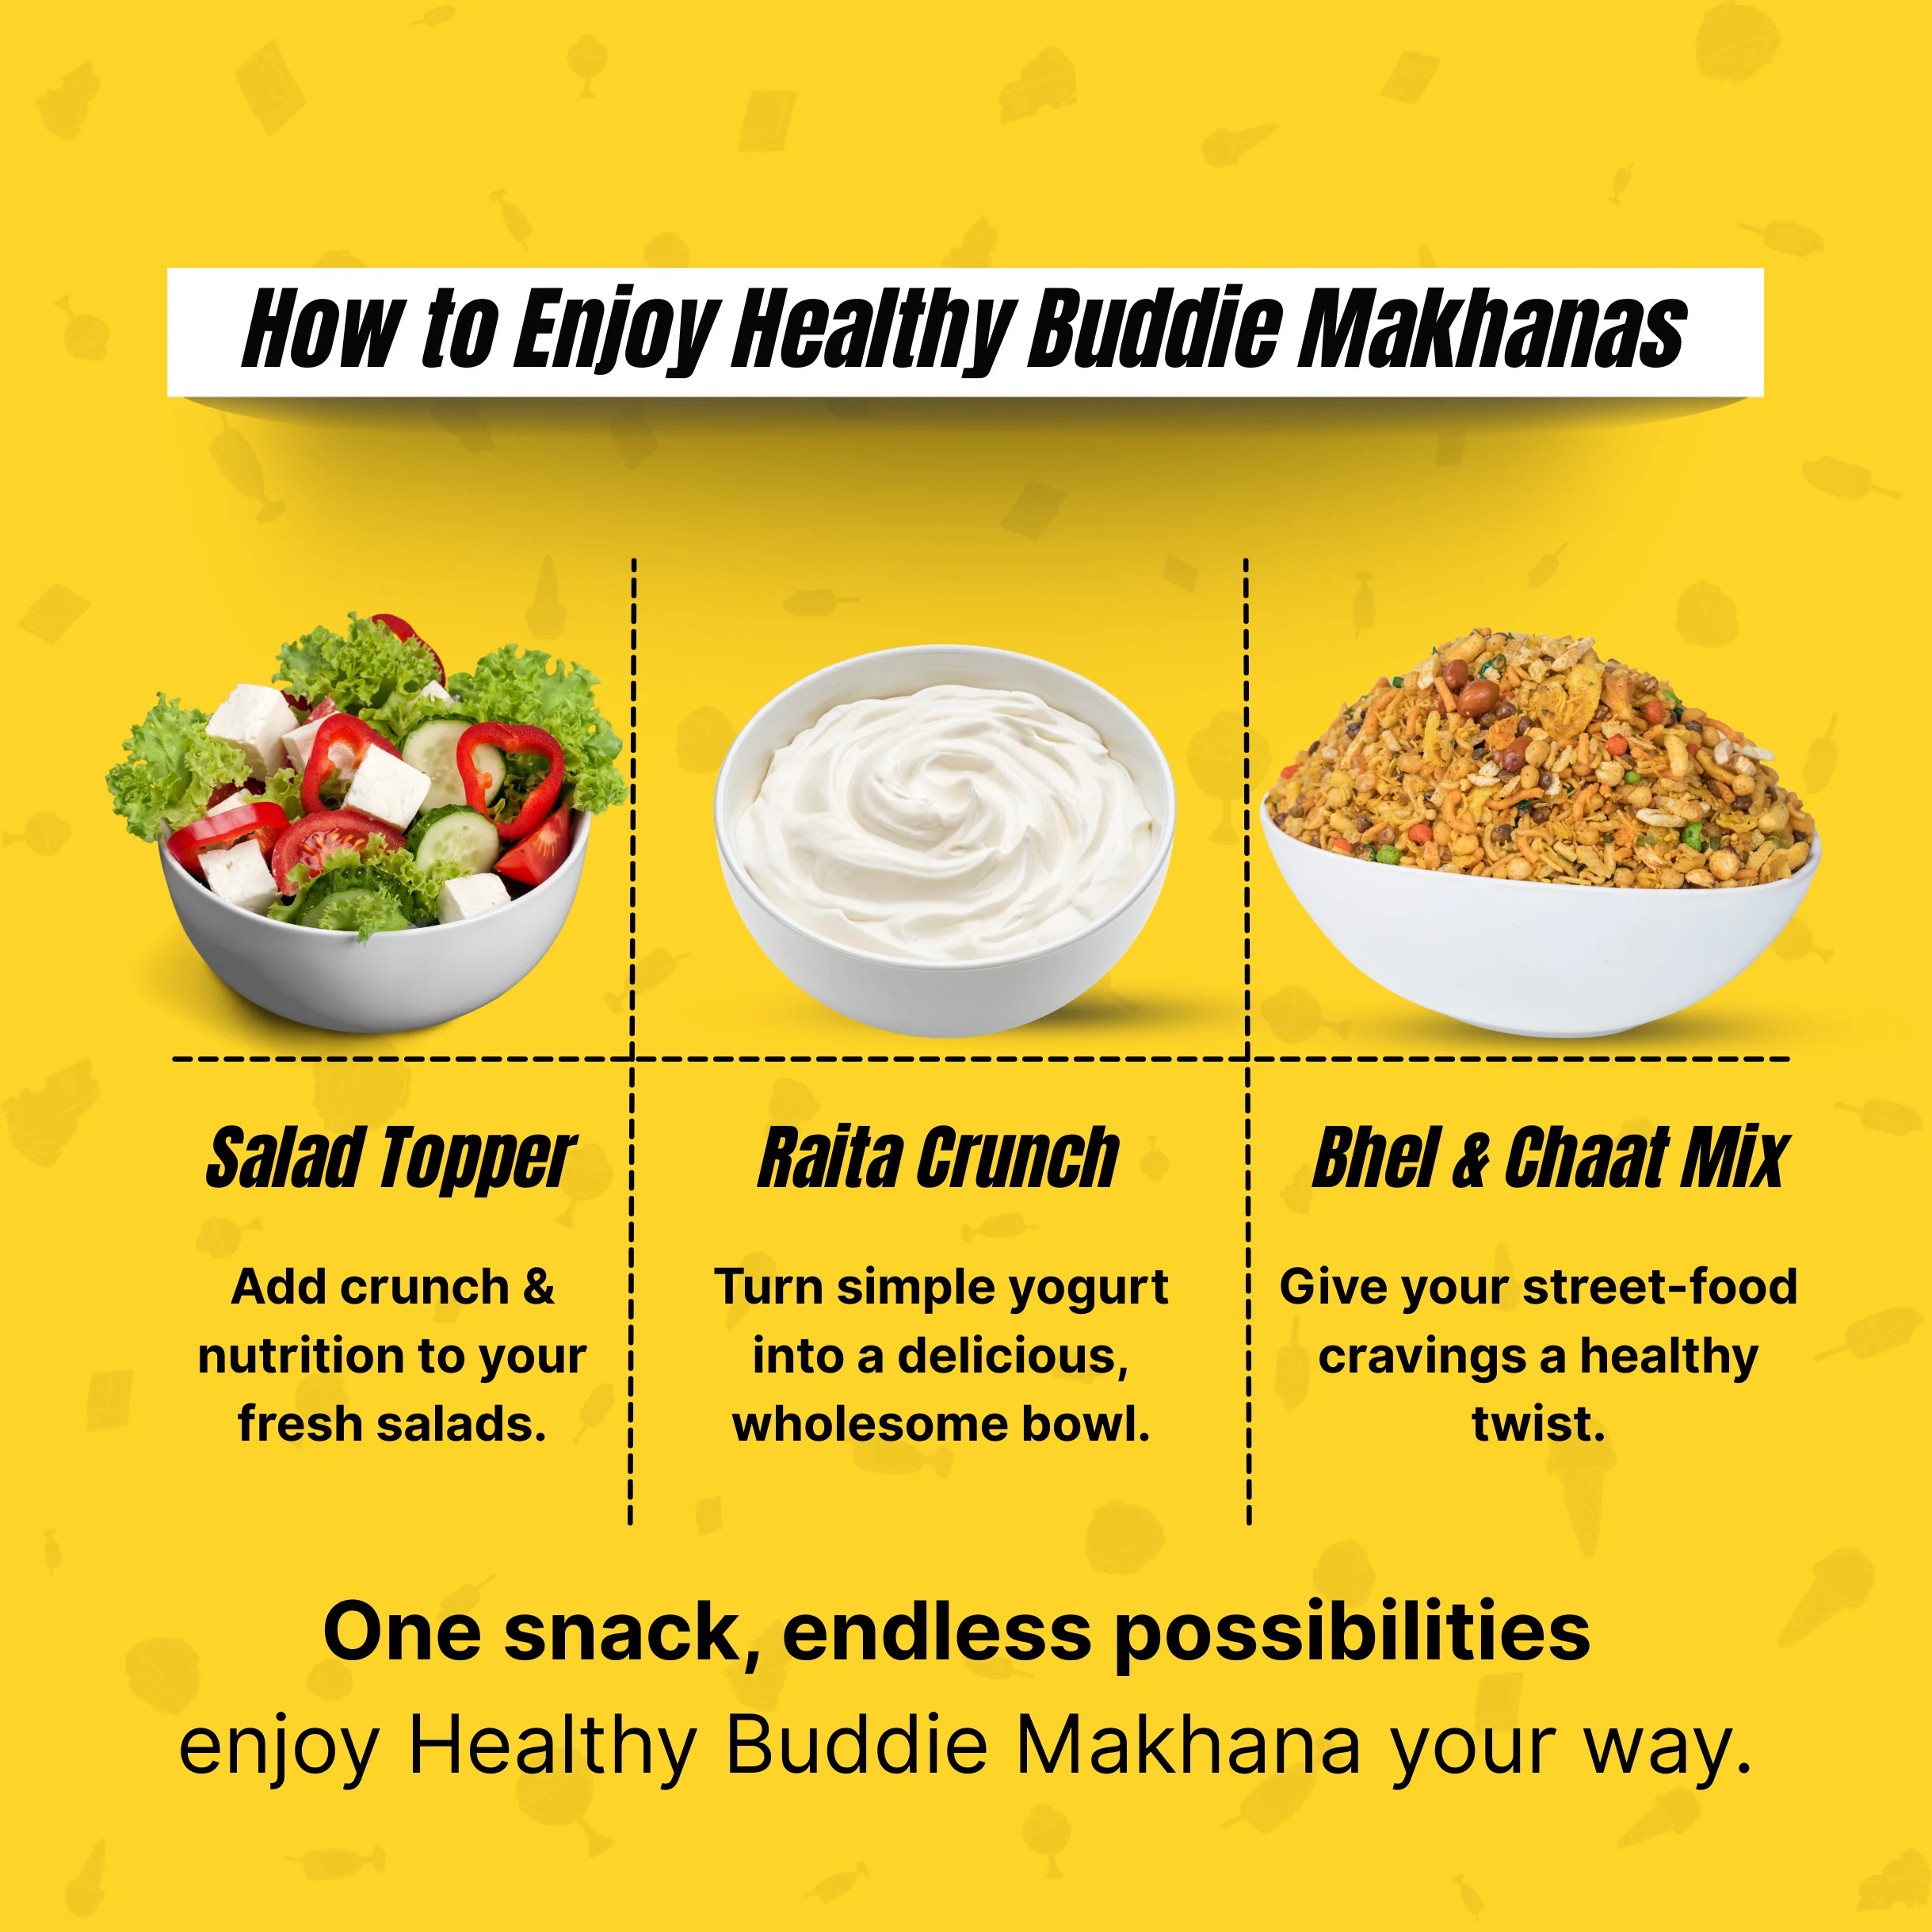 How to Enjoy Healthy Buddie Makhanas
Salad Topper
Add crunch &
nutrition to your
fresh salads.
Raita Crunch
Turn simple yogurt
into a delicious,
wholesome bowl.
Bhel & Chaat Mix
Give your street-food
cravings a healthy
twist.
One snack, endless possibilities
enjoy Healthy Buddie Makhana your way.